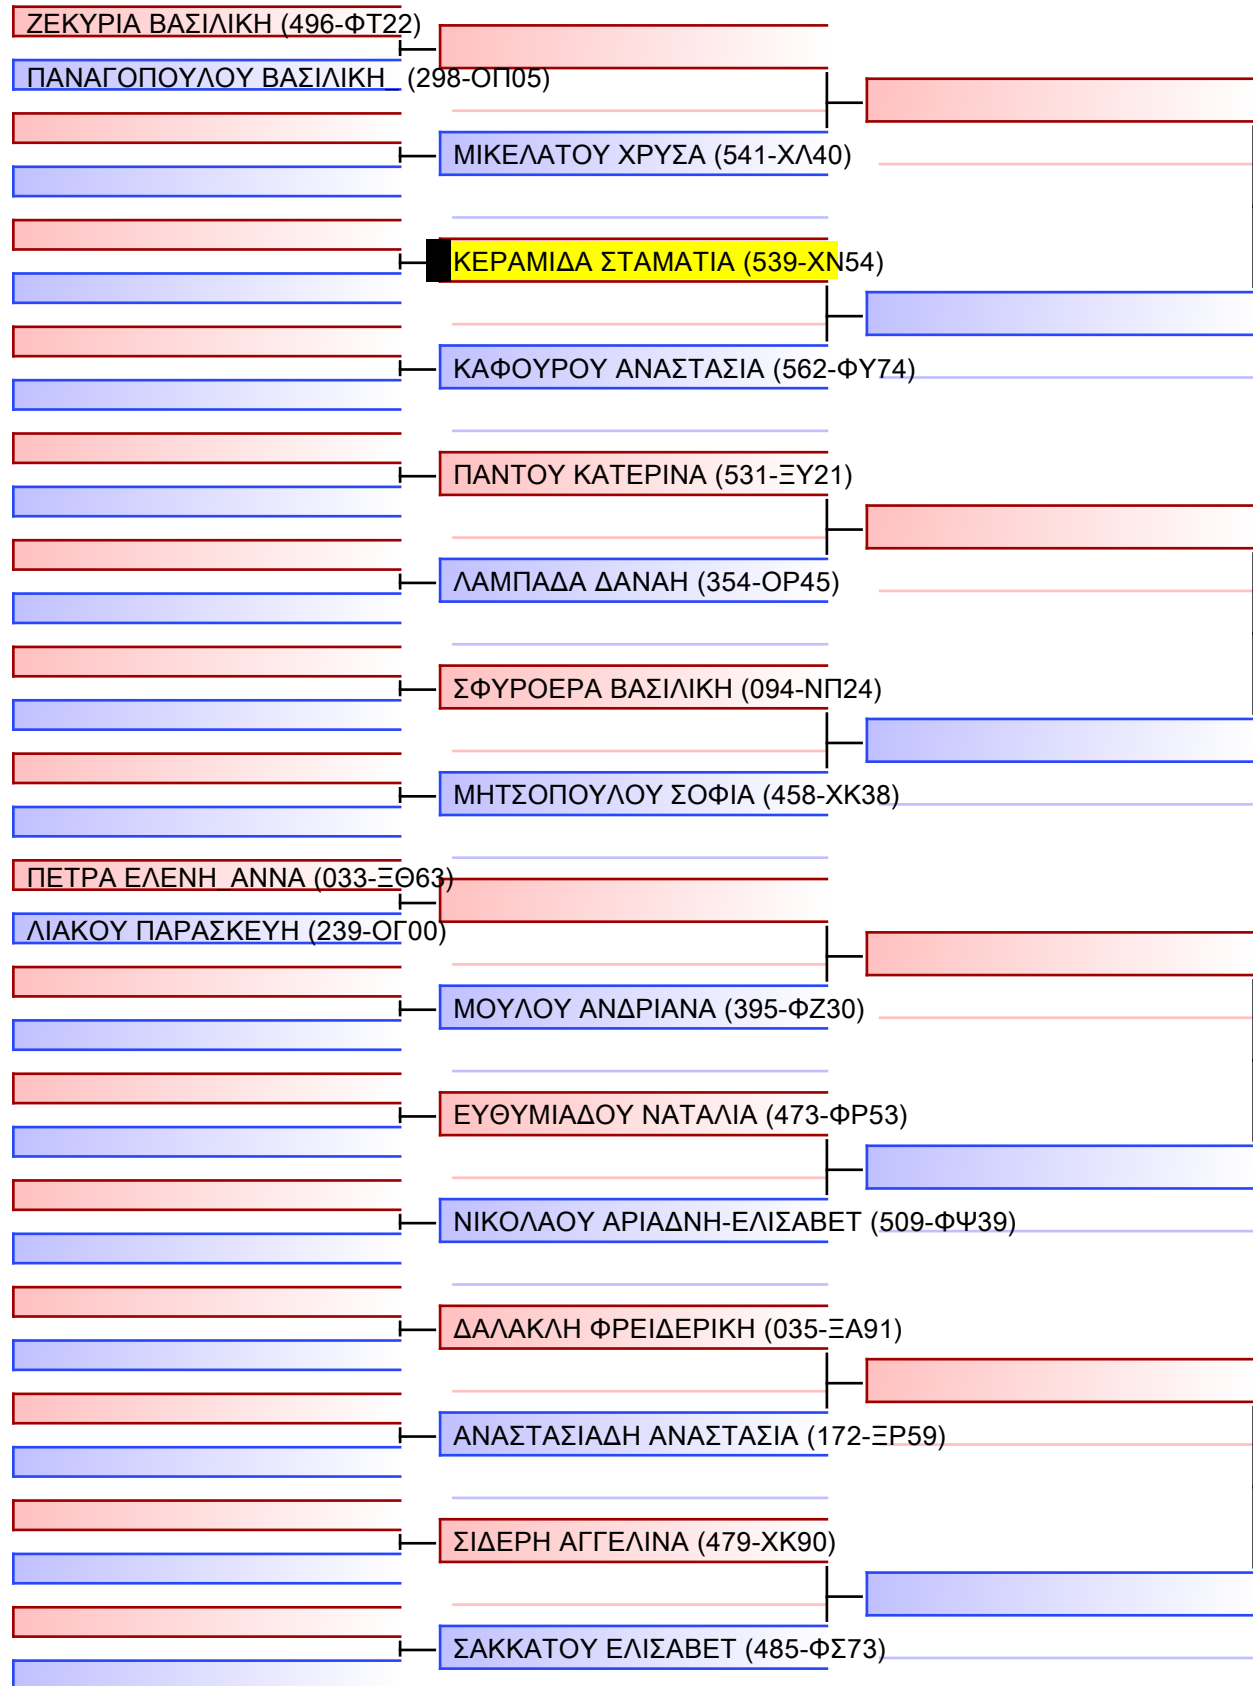 ΖΕΚΥΡΙΑ ΒΑΣΙΛΙΚΗ (496-ΦΤ22)
ΠΑΝΑΓΟΠΟΥΛΟΥ ΒΑΣΙΛΙΚΗ_ (298-ΟΠ05)
ΜΙΚΕΛΑΤΟΥ ΧΡΥΣΑ (541-ΧΛ40)
ΚΕΡΑΜΙΔΑ ΣΤΑΜΑΤΙΑ (539-ΧΝ54)
ΚΑΦΟΥΡΟΥ ΑΝΑΣΤΑΣΙΑ (562-ΦΥ74)
ΠΑΝΤΟΥ ΚΑΤΕΡΙΝΑ (531-ΞΥ21)
ΛΑΜΠΑΔΑ ΔΑΝΑΗ (354-ΟΡ45)
ΣΦΥΡΟΕΡΑ ΒΑΣΙΛΙΚΗ (094-ΝΠ24)
ΜΗΤΣΟΠΟΥΛΟΥ ΣΟΦΙΑ (458-ΧΚ38)
ΠΕΤΡΑ ΕΛΕΝΗ_ΑΝΝΑ (033-ΞΘ63)
ΛΙΑΚΟΥ ΠΑΡΑΣΚΕΥΗ (239-ΟΓ00)
ΜΟΥΛΟΥ ΑΝΔΡΙΑΝΑ (395-ΦΖ30)
ΕΥΘΥΜΙΑΔΟΥ ΝΑΤΑΛΙΑ (473-ΦΡ53)
ΝΙΚΟΛΑΟΥ ΑΡΙΑΔΝΗ-ΕΛΙΣΑΒΕΤ (509-ΦΨ39)
ΔΑΛΑΚΛΗ ΦΡΕΙΔΕΡΙΚΗ (035-ΞΑ91)
ΑΝΑΣΤΑΣΙΑΔΗ ΑΝΑΣΤΑΣΙΑ (172-ΞΡ59)
ΣΙΔΕΡΗ ΑΓΓΕΛΙΝΑ (479-ΧΚ90)
ΣΑΚΚΑΤΟΥ ΕΛΙΣΑΒΕΤ (485-ΦΣ73)